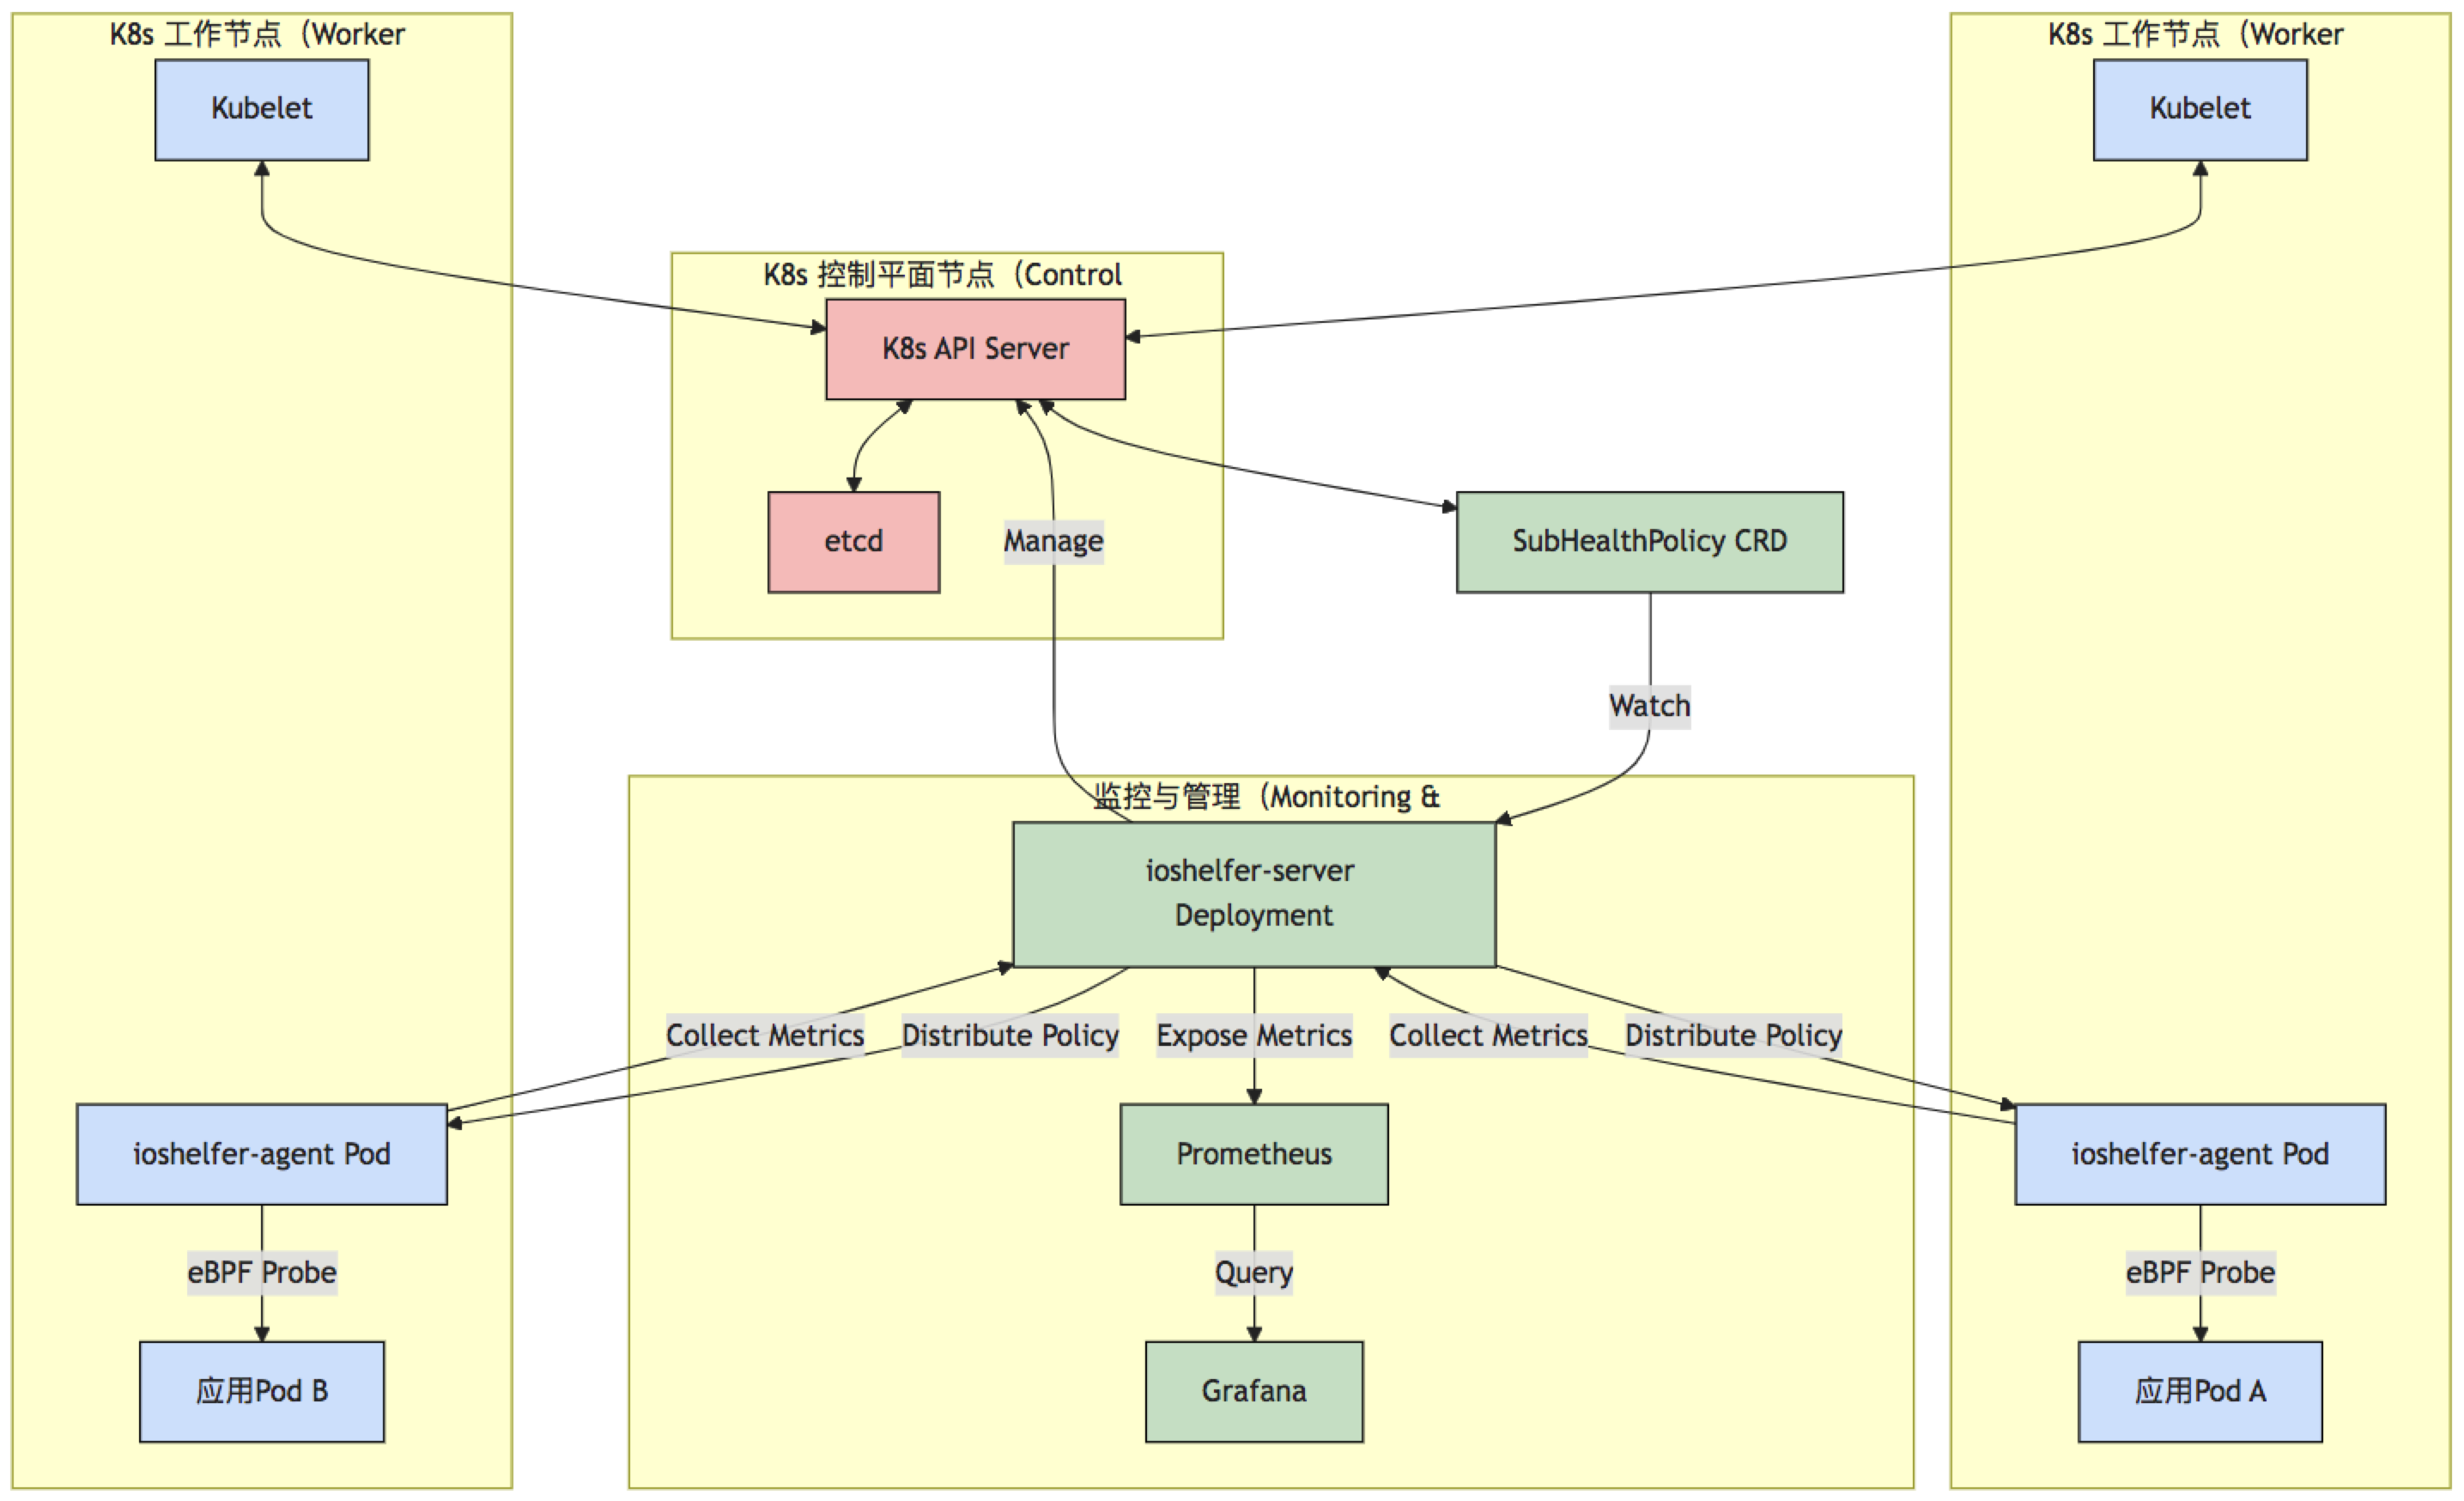 K8s 工作节点（Worker
Kubelet
K8s 工作节点（Worker
Kubelet
K8s 控制平面节点（Control
K8s API Server
etcd
Manage
SubHealthPolicy CRD
Watch
监控与管理（Monitoring &
ioshelfer-server
Deployment
Collect Metrics
Distribute Policy
Expose Metrics
Collect Metrics
Distribute Policy
ioshelfer-agent Pod
Prometheus
ioshelfer-agent Pod
eBPF Probe
Query
eBPF Probe
应用Pod B
Grafana
应用Pod A